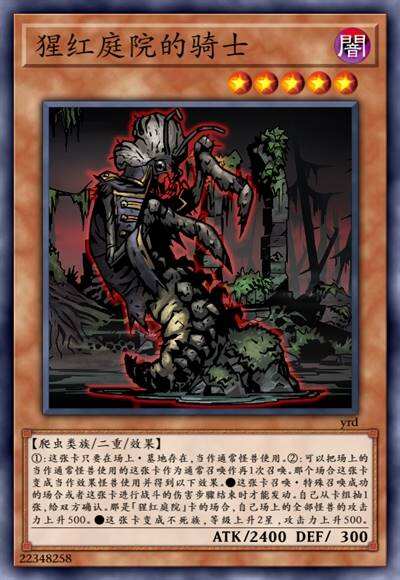 猩红庭院的骑士
闇
yrd
【爬虫类族/二重/效果】
①:这张卡只要在场上·墓地存在,当作通常怪兽使用。②:可以把场上的
当作通常怪兽使用的这张卡作为通常召唤作再1次召唤。那个场合这张卡
变成当作效果怪兽使用并得到以下效果。●这张卡召唤·特殊召唤成功
的场合或者这张卡进行战斗的伤害步骤结束时才能发动。自己从卡组抽1
张,给双方确认。那是「猩红庭院」卡的场合,自己场上的全部怪兽的攻击
力上升500。●这张卡变成不死族,等级上升2星,攻击力上升500。
ATK/2400 DEF/ 300
22348258